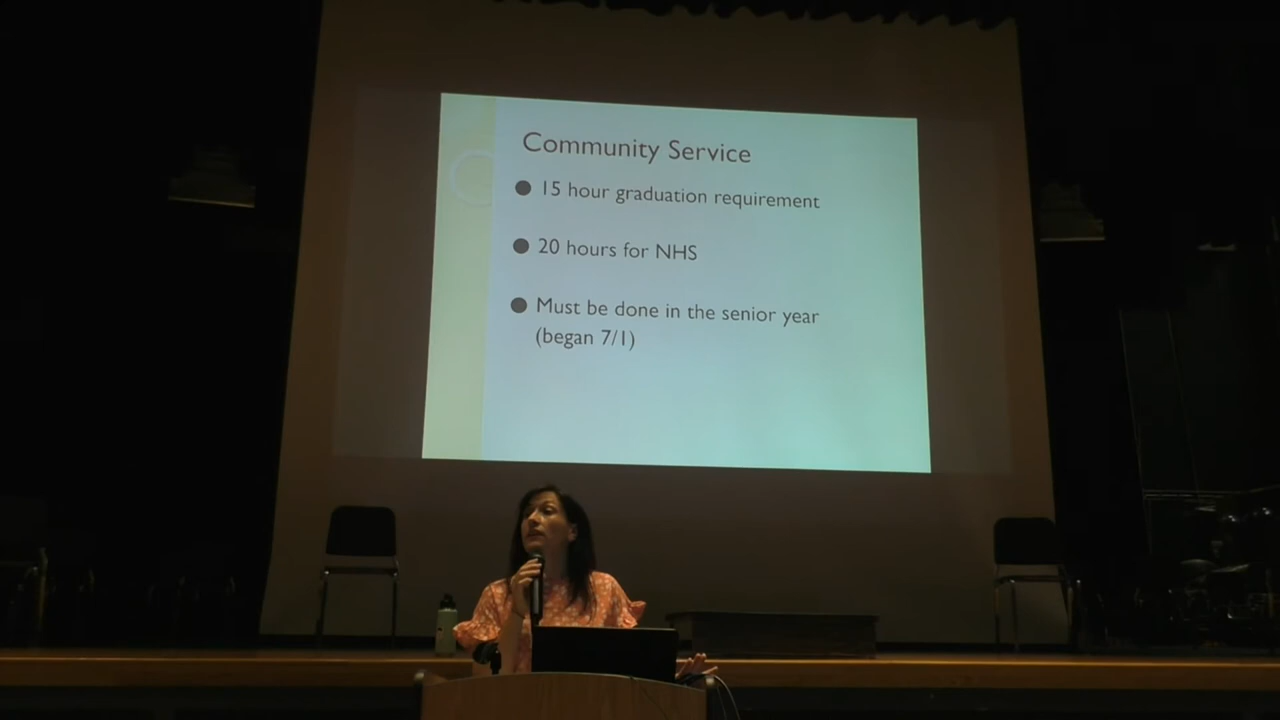 Community Service
● 15 hour graduation requirement
● 20 hours for NHS
● Must be done in the senior year
(began 7/1)